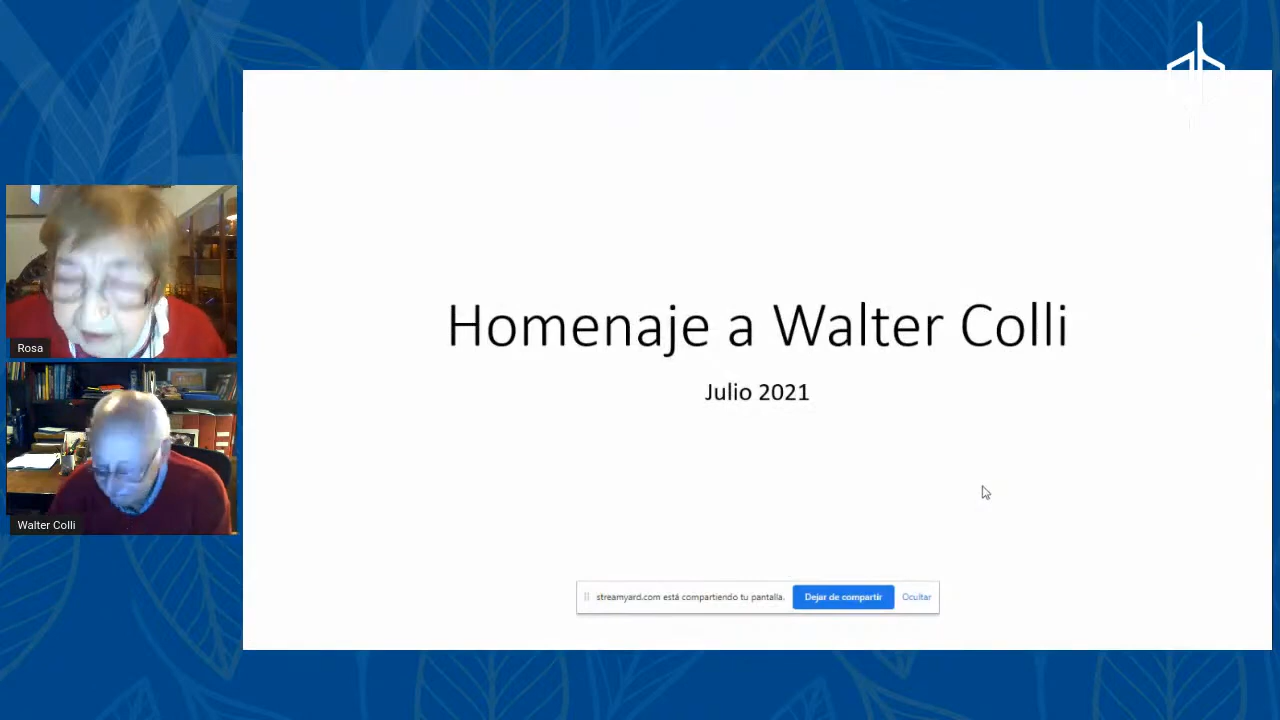 Homenaje a Walter Colli
Julio 2021
Rosa
Walter Colli
streamyard.com está compartiendo tu pantalla.
Dejar de compartir
Ocultar